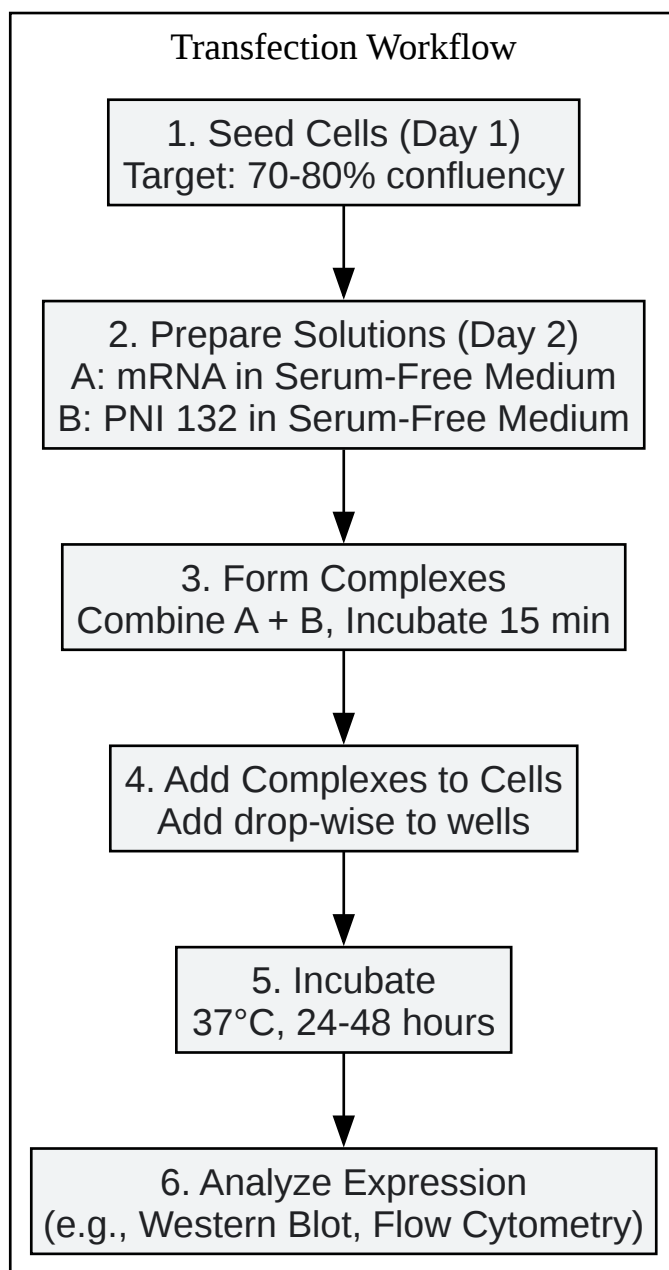 Transfection Workflow
1. Seed Cells (Day 1)
Target: 70-80% confluency
2. Prepare Solutions (Day 2)
A: mRNA in Serum-Free Medium
B: PNI 132 in Serum-Free Medium
3. Form Complexes
Combine A + B, Incubate 15 min
4. Add Complexes to Cells
Add drop-wise to wells
5. Incubate
37°C, 24-48 hours
6. Analyze Expression
(e.g., Western Blot, Flow Cytometry)